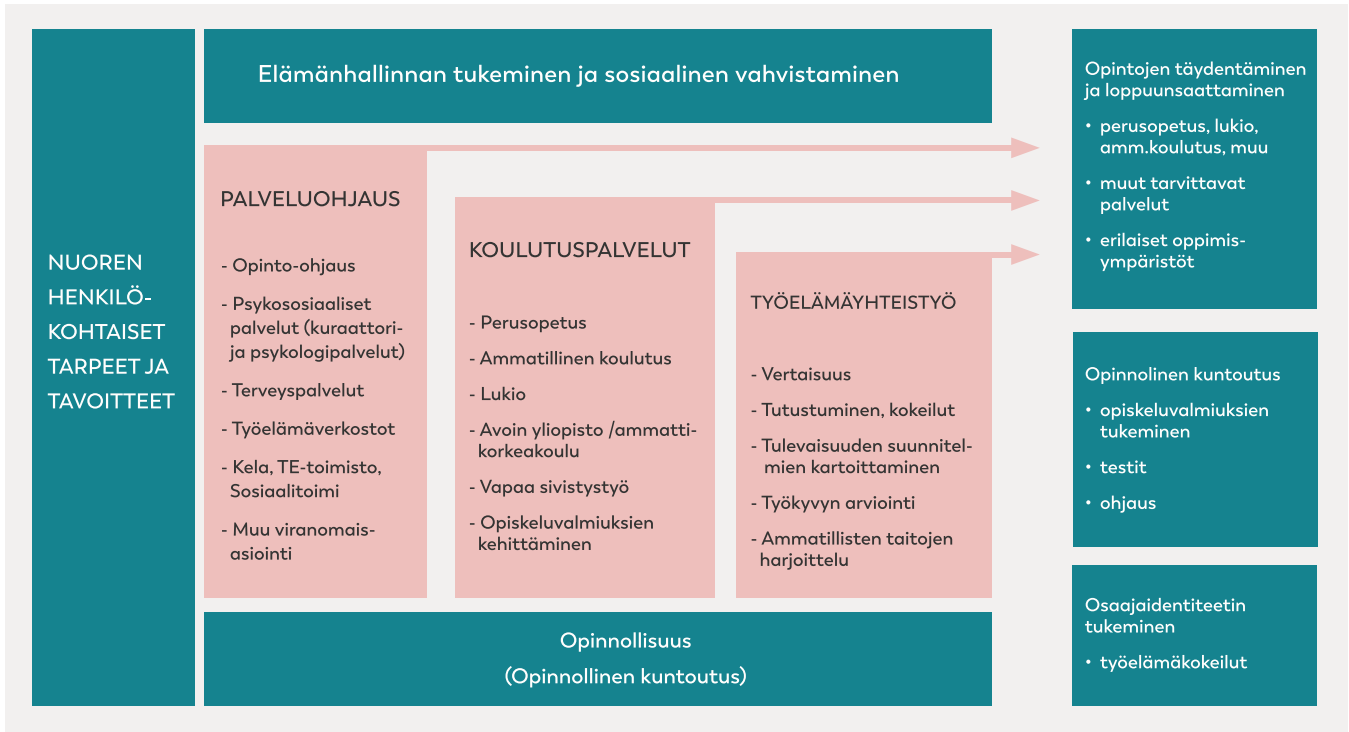 NUOREN
HENKILÖ-
KOHTAISET
TARPEET JA
TAVOITTEET
Elämänhallinnan tukeminen ja sosiaalinen vahvistaminen
PALVELUOHJAUS
- Opinto-ohjaus
- Psykososiaaliset
palvelut (kuraattori-
ja psykologipalvelut)
- Terveyspalvelut
- Työelämäverkostot
- Kela, TE-toimisto,
Sosiaalitoimi
- Muu viranomais-
asiointi
KOULUTUSPALVELUT
- Perusopetus
- Ammatillinen koulutus
- Lukio
- Avoin yliopisto /ammatti-
korkeakoulu
- Vapaa sivistystyö
- Opiskeluvalmiuksien
kehittäminen
TYÖELÄMÄYHTEISTYÖ
- Vertaisuus
- Tutustuminen, kokeilut
- Tulevaisuuden suunnitel-
mien kartoittaminen
- Työkyvyn arviointi
- Ammatillisten taitojen
harjoittelu
Opinnollisuus
(Opinnollinen kuntoutus)
Opintojen täydentäminen
ja loppuunsaattaminen
• perusopetus, lukio,
amm.koulutus, muu
• muut tarvittavat
palvelut
• erilaiset oppimis-
ympäristöt
Opinnolinen kuntoutus
• opiskeluvalmiuksien
tukeminen
• testit
• ohjaus
Osaajaidentiteetin
tukeminen
• työelämäkokeilut